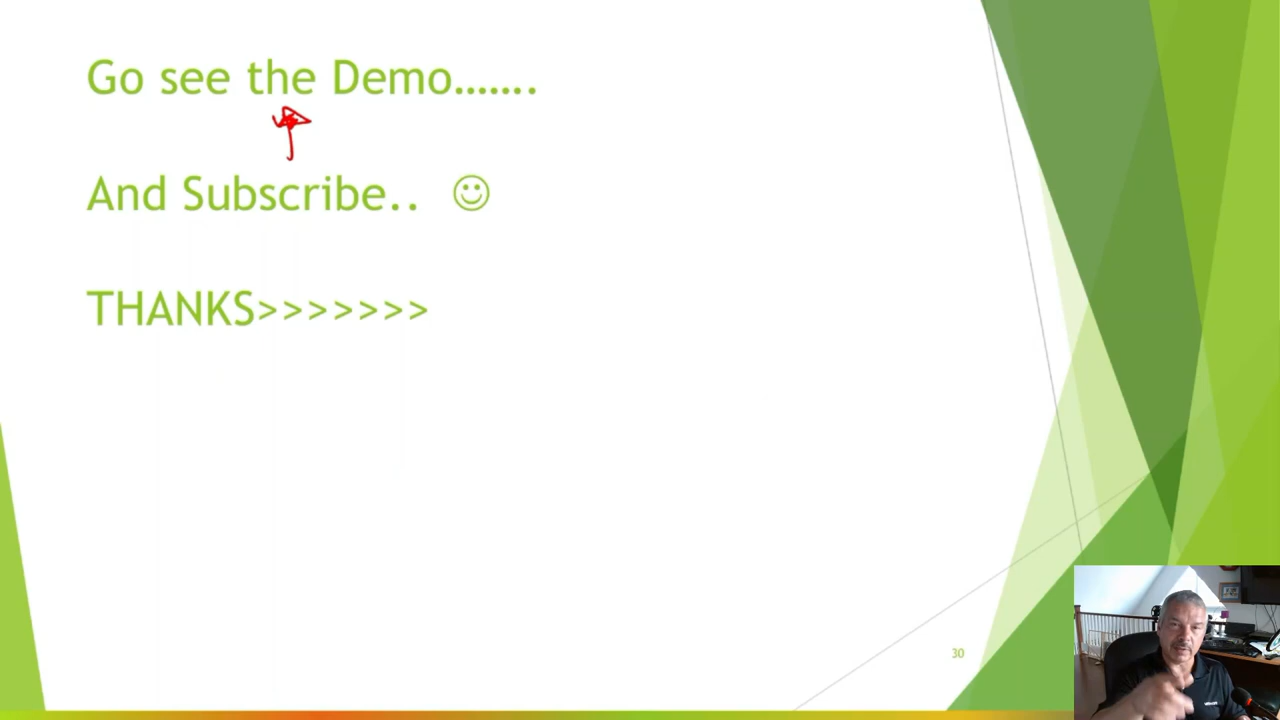 Go see the Demo…….
And Subscribe.. ☺
THANKS>>>>>>>
30